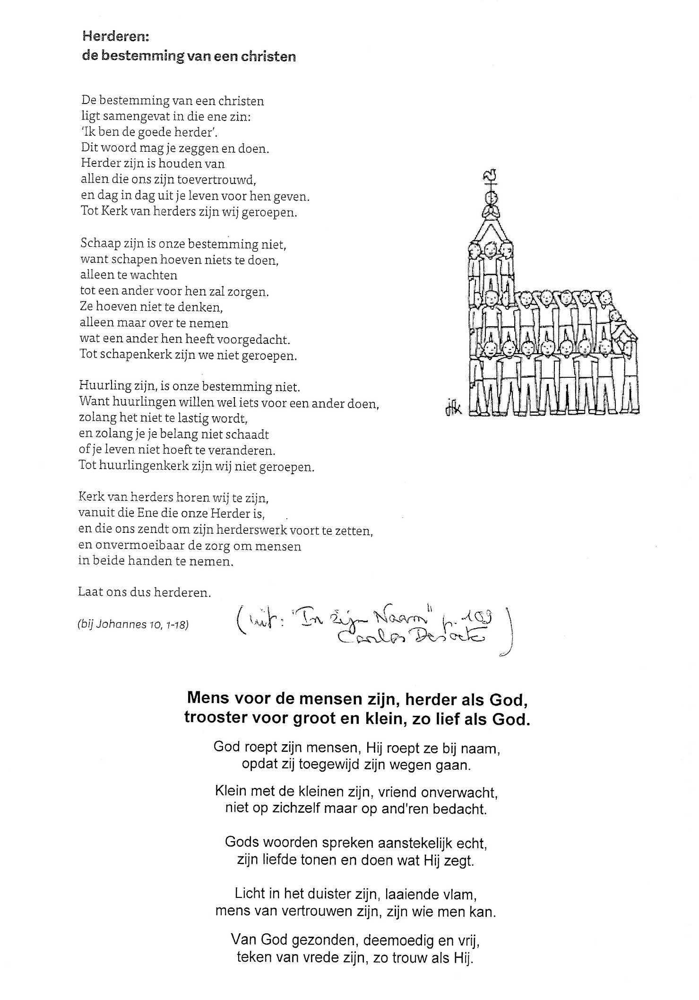 Herderen:
de bestemming van een christen
De bestemming van een christen
ligt samengevat in die ene zin:
‘Ik ben de goede herder’.
Dit woord mag je zeggen en doen.
Herder zijn is houden van
allen die ons zijn toevertrouwd,
en dag in dag uit je leven voor hen geven.
Tot Kerk van herders zijn wij geroepen.
Schaap zijn is onze bestemming niet,
want schapen hoeven niets te doen,
alleen te wachten
tot een ander voor hen zal zorgen.
Ze hoeven niet te denken,
alleen maar over te nemen
wat een ander hen heeft voorgedacht.
Tot schapenkerk zijn we niet geroepen.
Huurling zijn, is onze bestemming niet.
Want huurlingen willen wel iets voor een ander doen,
zolang het niet te lastig wordt,
en zolang je je belang niet schaadt
of je leven niet hoeft te veranderen.
Tot huurlingenkerk zijn wij niet geroepen.
Kerk van herders horen wij te zijn,
vanuit die Ene die onze Herder is,
en die ons zendt om zijn herderswerk voort te zetten,
en onvermoeibaar de zorg om mensen
in beide handen te nemen.
Laat ons dus herderen.
(bij Johannes 10, 1-18)
(uit: "In zijn Naam" p. 109
Carlos Desoete)
jfk
Mens voor de mensen zijn, herder als God,
trooster voor groot en klein, zo lief als God.
God roept zijn mensen, Hij roept ze bij naam,
opdat zij toegewijd zijn wegen gaan.
Klein met de kleinen zijn, vriend onverwacht,
niet op zichzelf maar op and'ren bedacht.
Gods woorden spreken aanstekelijk echt,
zijn liefde tonen en doen wat Hij zegt.
Licht in het duister zijn, laaiende vlam,
mens van vertrouwen zijn, zijn wie men kan.
Van God gezonden, deemoedig en vrij,
teken van vrede zijn, zo trouw als Hij.